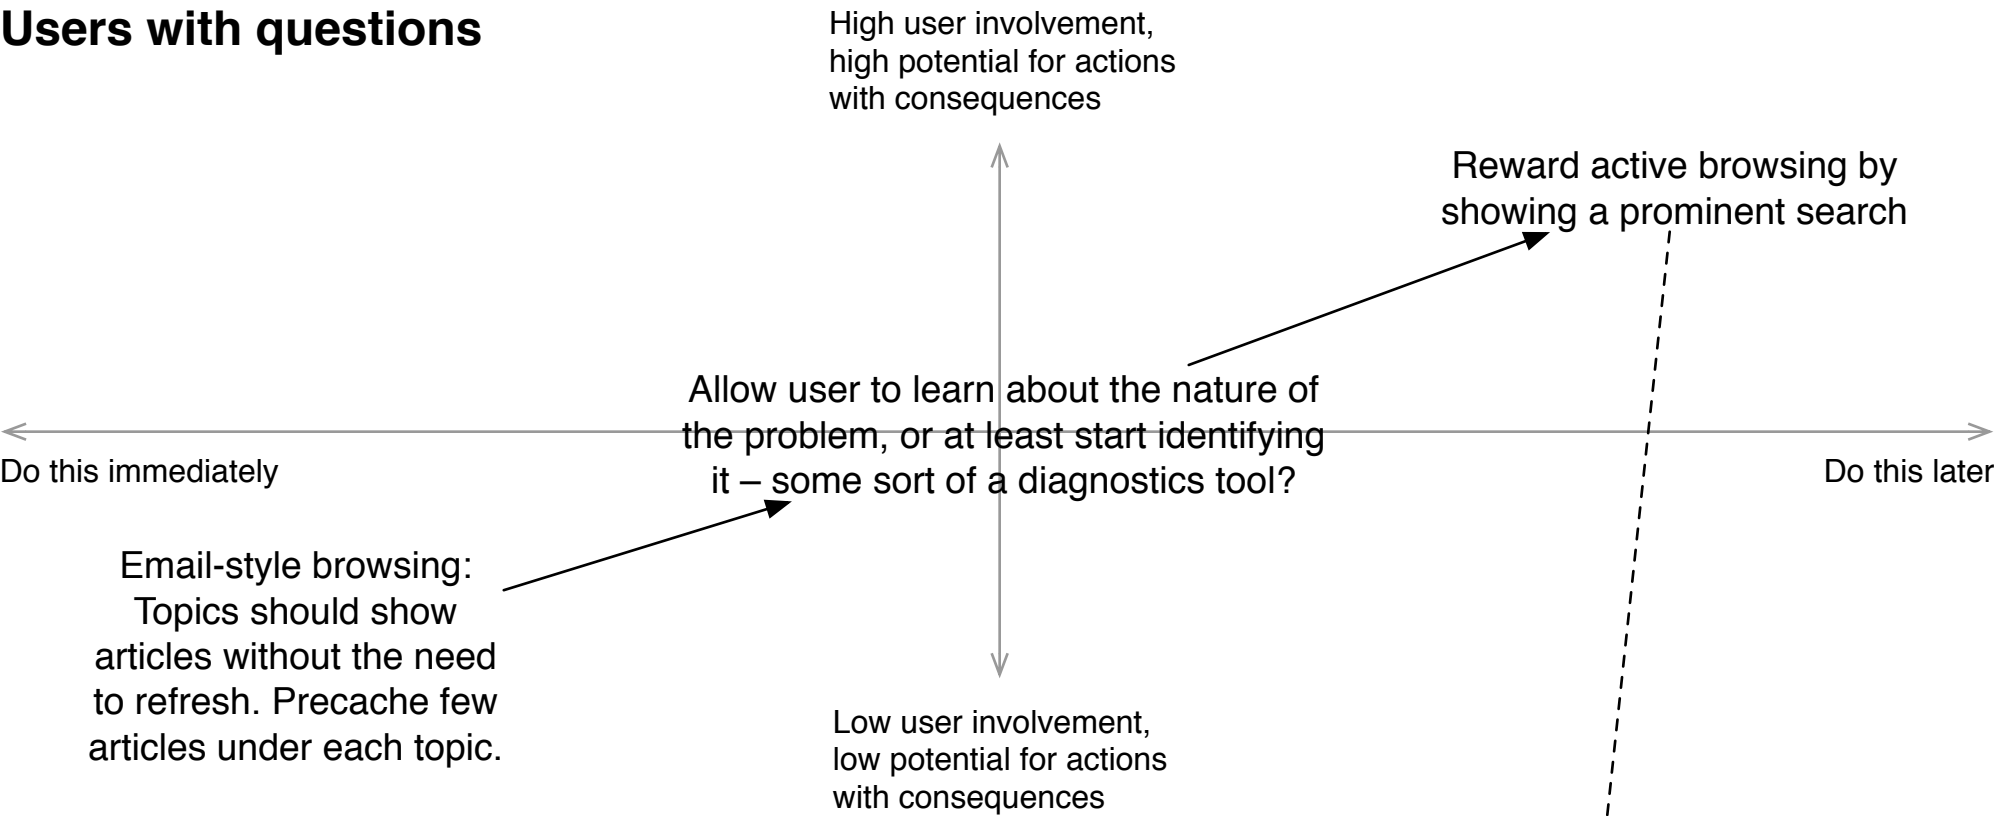 Users with questions
High user involvement,
high potential for actions
with consequences
Reward active browsing by
showing a prominent search
Allow user to learn about the nature of
the problem, or at least start identifying
it – some sort of a diagnostics tool?
Do this immediately
Do this later
Email-style browsing:
Topics should show
articles without the need
to refresh. Precache few
articles under each topic.
Low user involvement,
low potential for actions
with consequences